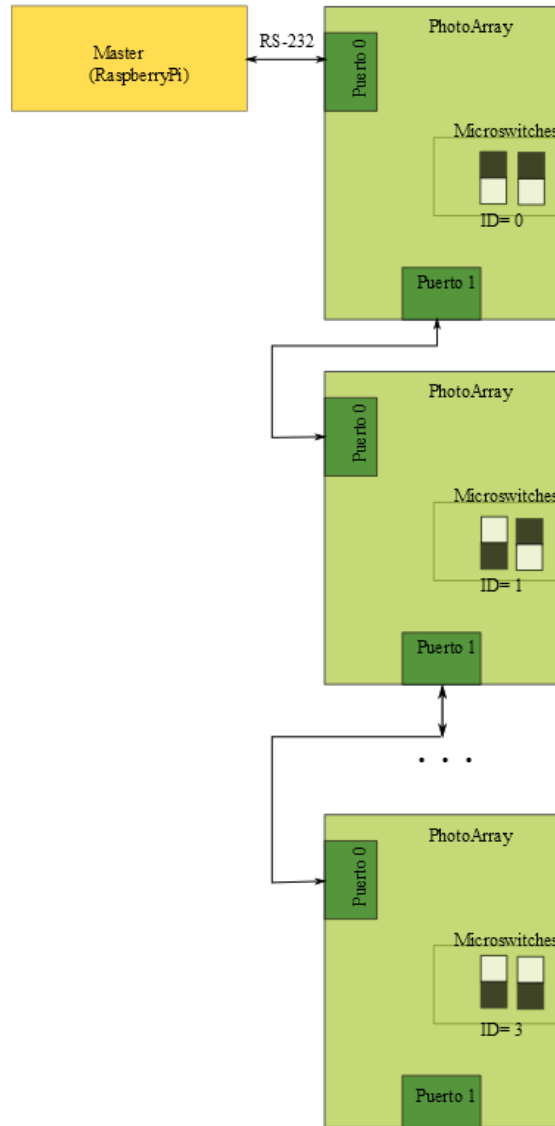 Master
(RaspberryPi)
RS-232
PhotoArray
Puerto 0
Microswitches
ID= 0
Puerto 1
PhotoArray
Puerto 0
Microswitches
ID= 1
Puerto 1
. . .
PhotoArray
Puerto 0
Microswitches
ID= 3
Puerto 1